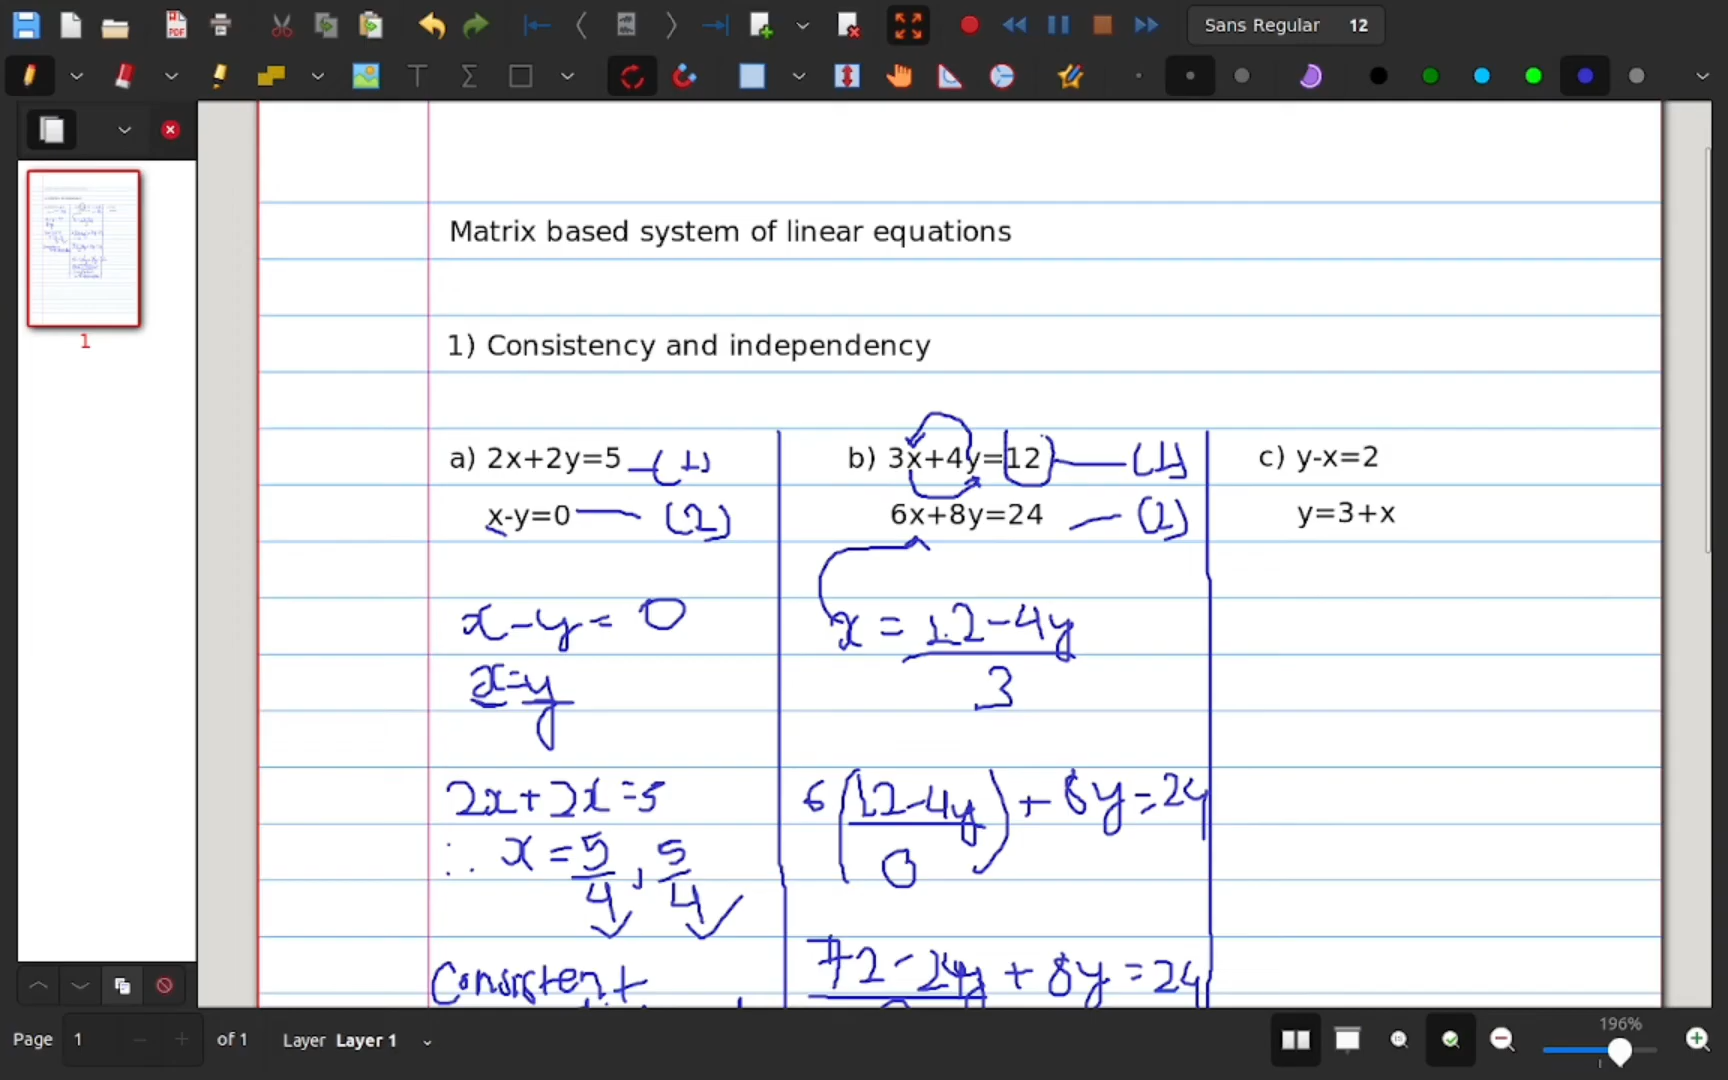 Sans Regular 12
1
Matrix based system of linear equations
1) Consistency and independency
a) 2x+2y=5 —(1)
x-y=0 — (2)
x-y=0
x=y
y
2x+2x=5
∴ x=5/4, 5/4
Consistent
b) 3x+4y=12 —(1)
6x+8y=24 —(2)
x = 12-4y
3
6(12-4y) + 8y=24
72-24y + 8y=24
c) y-x=2
y=3+x
Page 1 of 1 Layer Layer 1
196%